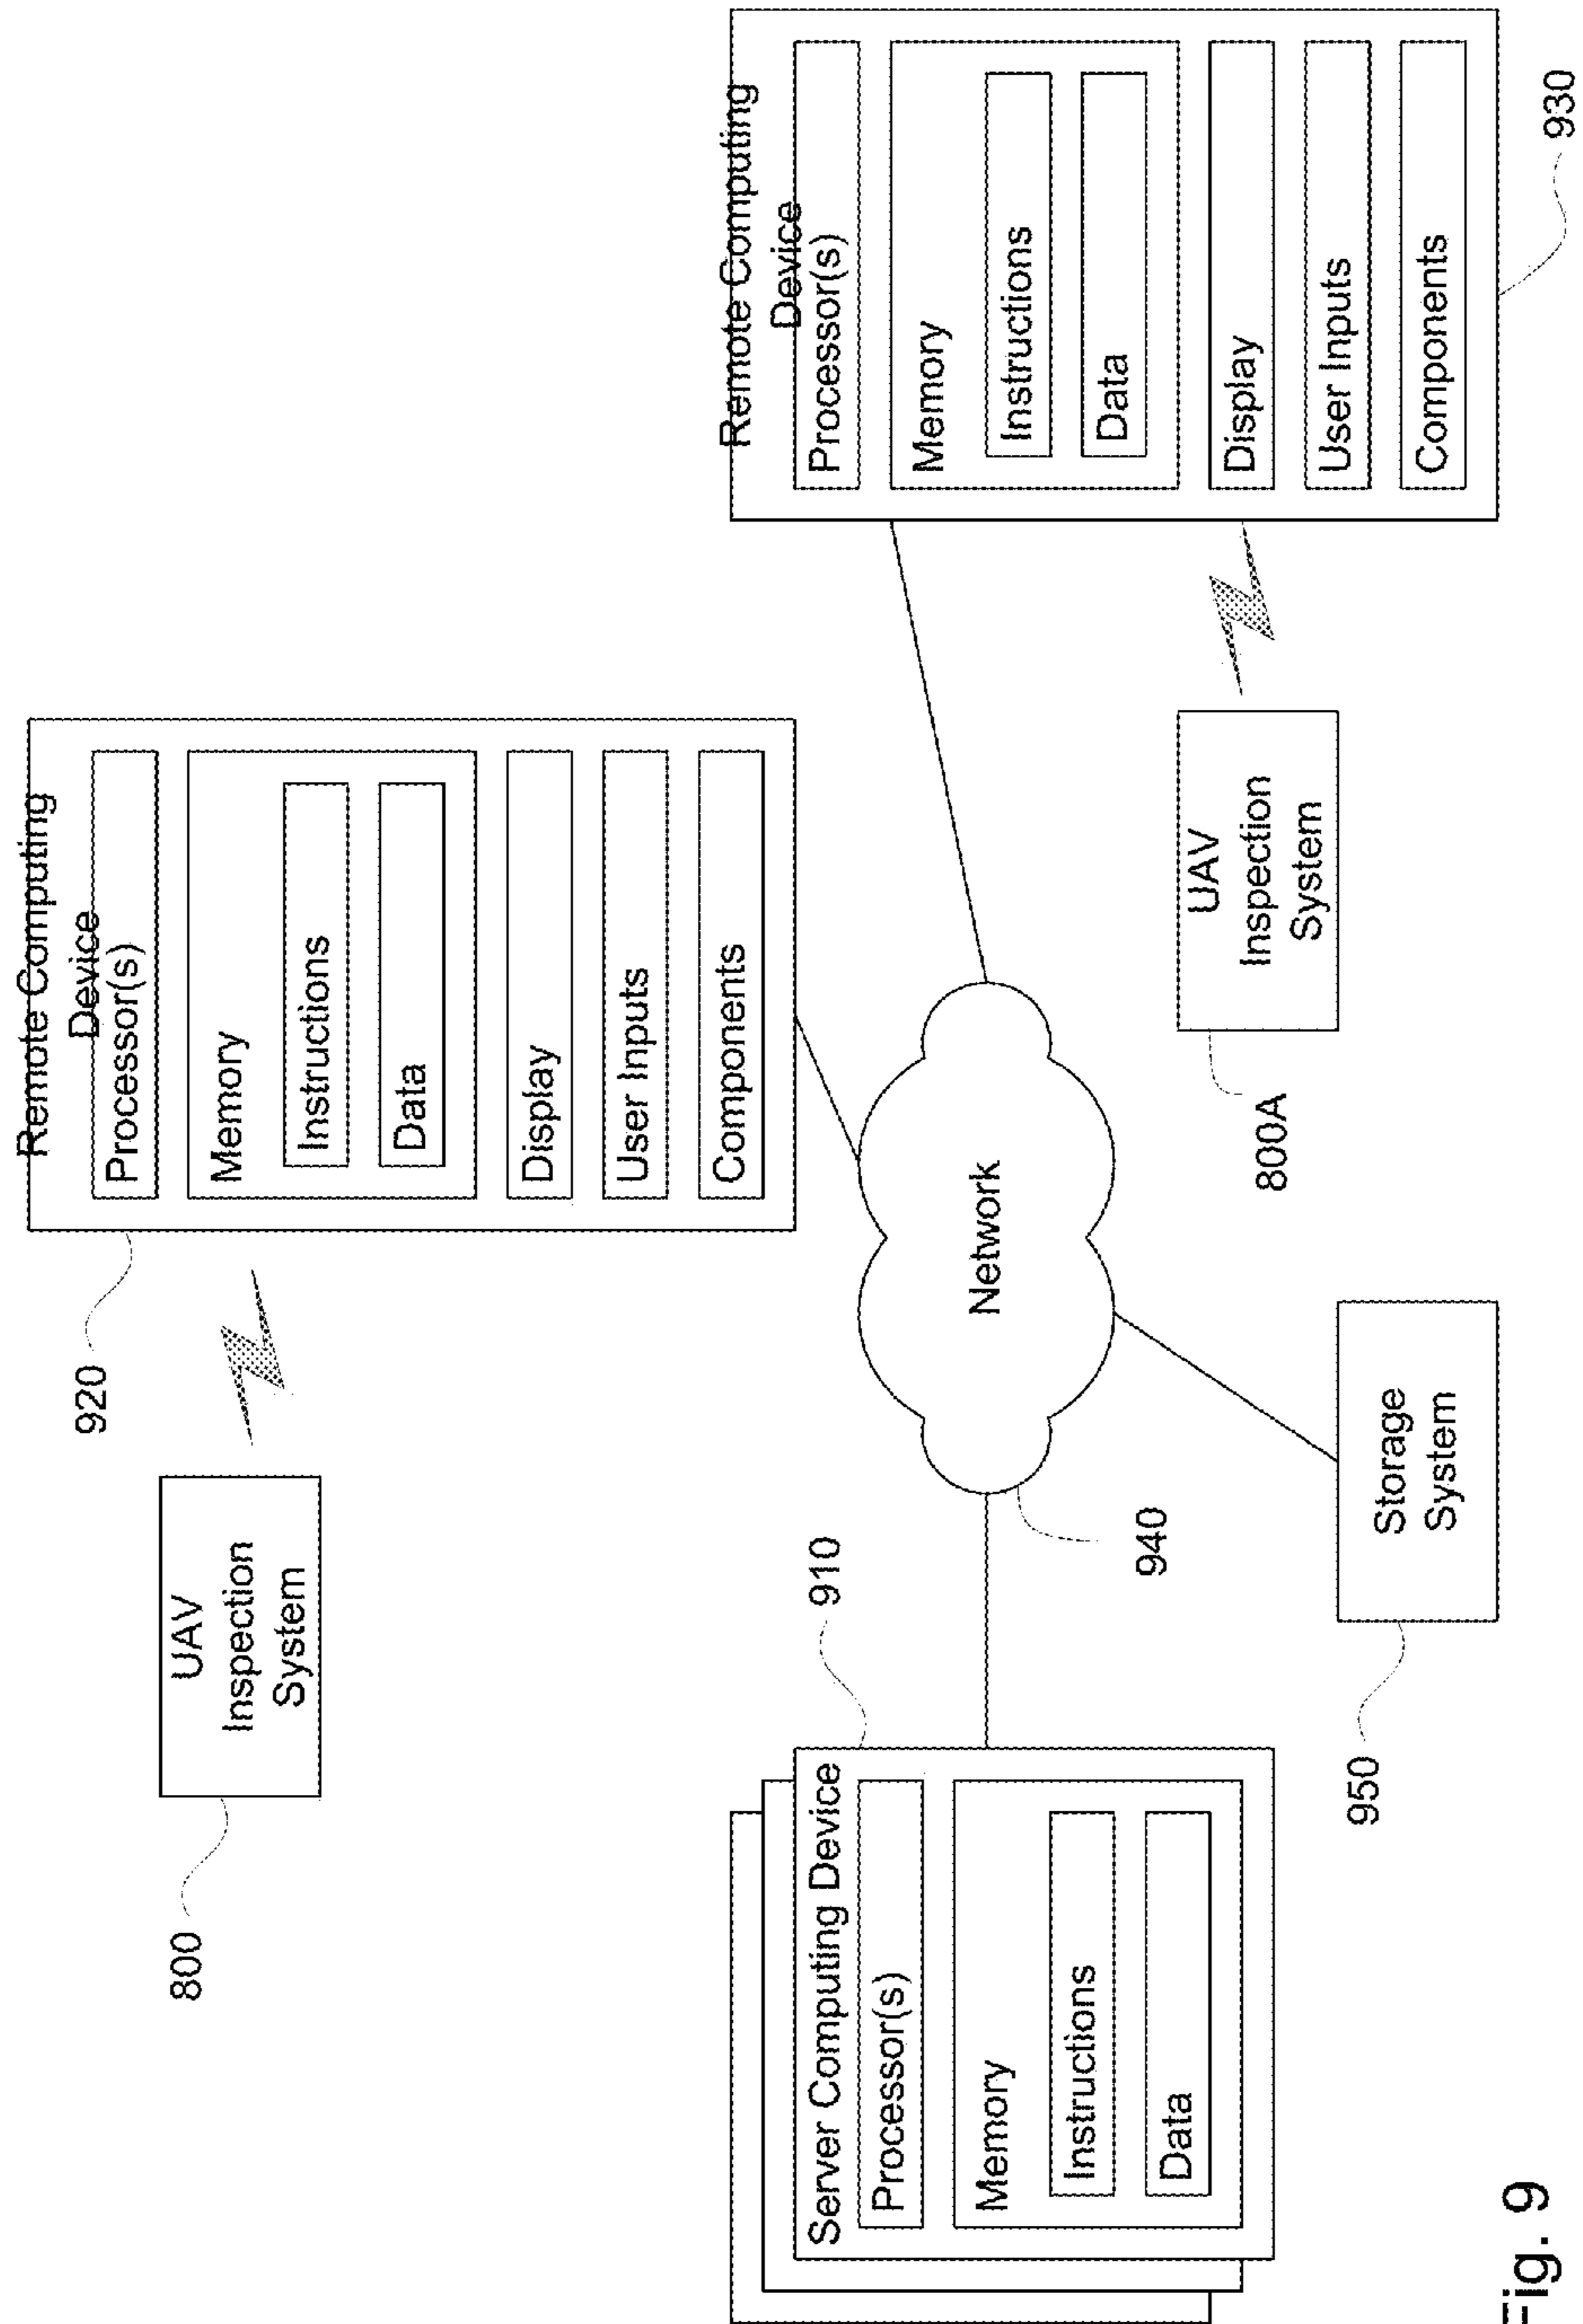 800
UAV
Inspection
System
920
Remote Computing
Device
Processor(s)
Memory
Instructions
Data
Display
User Inputs
Components
Server Computing Device
Processor(s)
Memory
Instructions
Data
910
Network
940
Storage
System
950
Remote Computing
Device
Processor(s)
Memory
Instructions
Data
Display
User Inputs
Components
930
UAV
Inspection
System
800A
Fig. 9